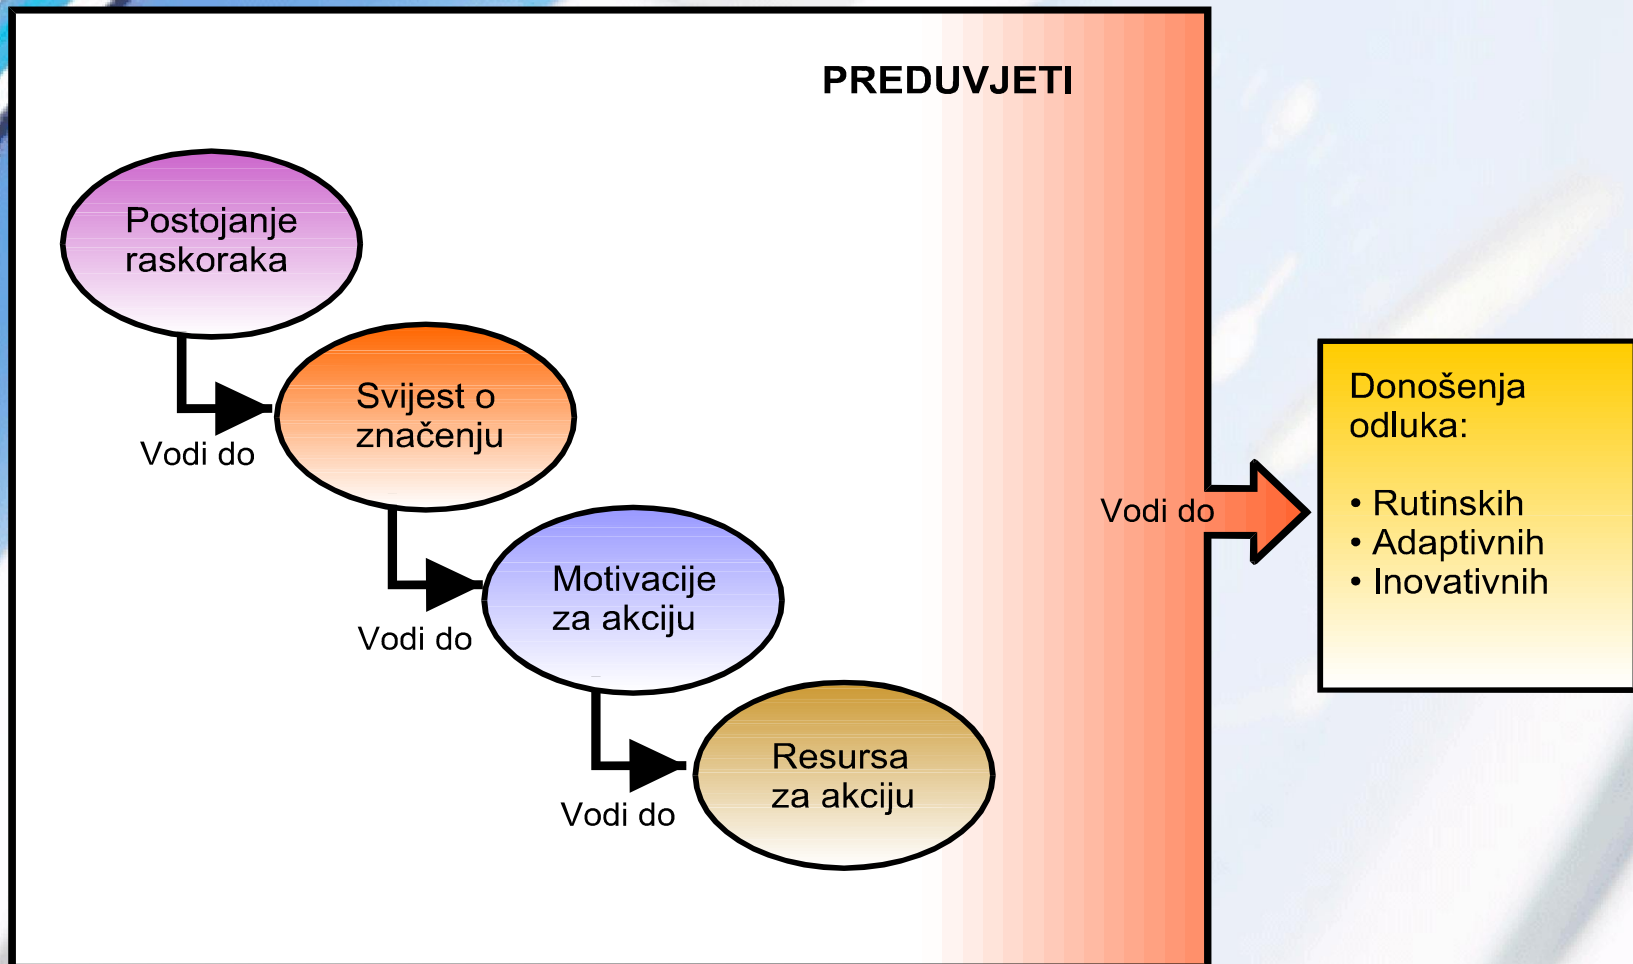 PREDUVJETI
Postojanje
raskoraka
Vodi do
Svijest o
značenju
Vodi do
Motivacije
za akciju
Vodi do
Resursa
za akciju
Vodi do
Donošenja
odluka:
• Rutinskih
• Adaptivnih
• Inovativnih